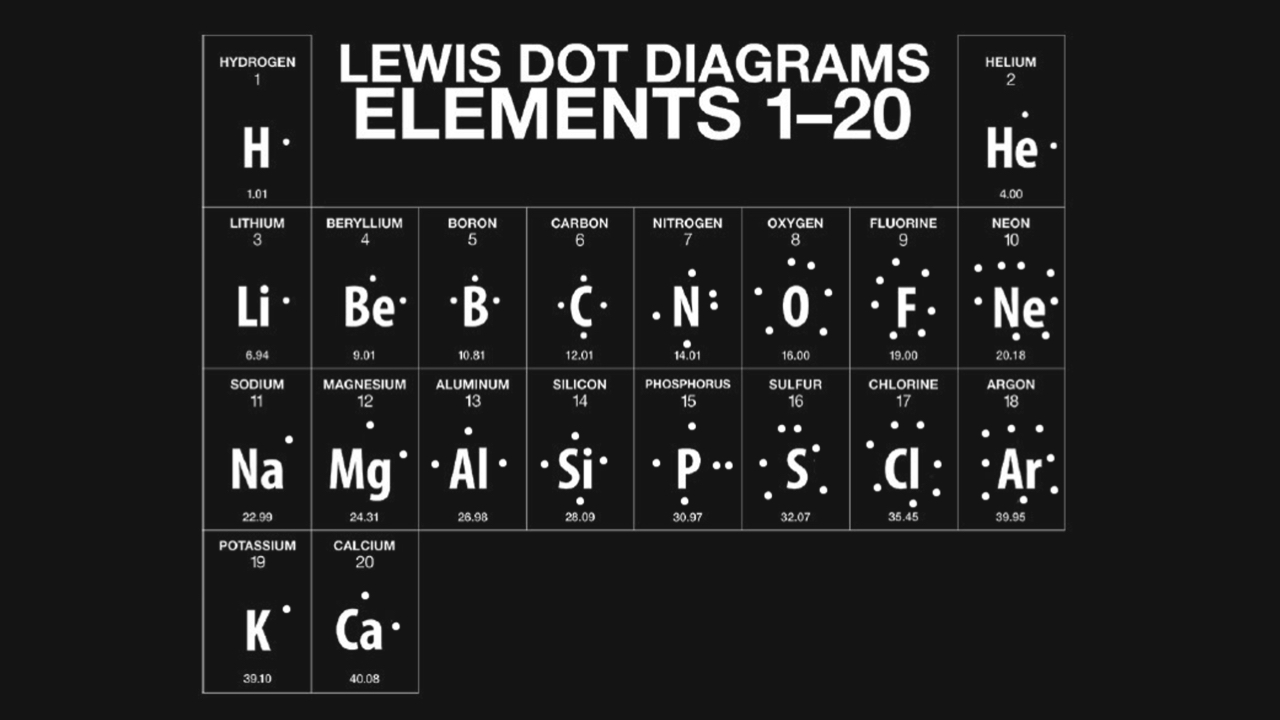 LEWIS DOT DIAGRAMS
ELEMENTS 1–20
HYDROGEN
1
H
1.01
HELIUM
2
He
4.00
LITHIUM
3
Li
6.94
BERYLLIUM
4
Be
9.01
BORON
5
B
10.81
CARBON
6
C
12.01
NITROGEN
7
N
14.01
OXYGEN
8
O
16.00
FLUORINE
9
F
19.00
NEON
10
Ne
20.18
SODIUM
11
Na
22.99
MAGNESIUM
12
Mg
24.31
ALUMINUM
13
Al
26.98
SILICON
14
Si
28.09
PHOSPHORUS
15
P
30.97
SULFUR
16
S
32.07
CHLORINE
17
Cl
35.45
ARGON
18
Ar
39.95
POTASSIUM
19
K
39.10
CALCIUM
20
Ca
40.08